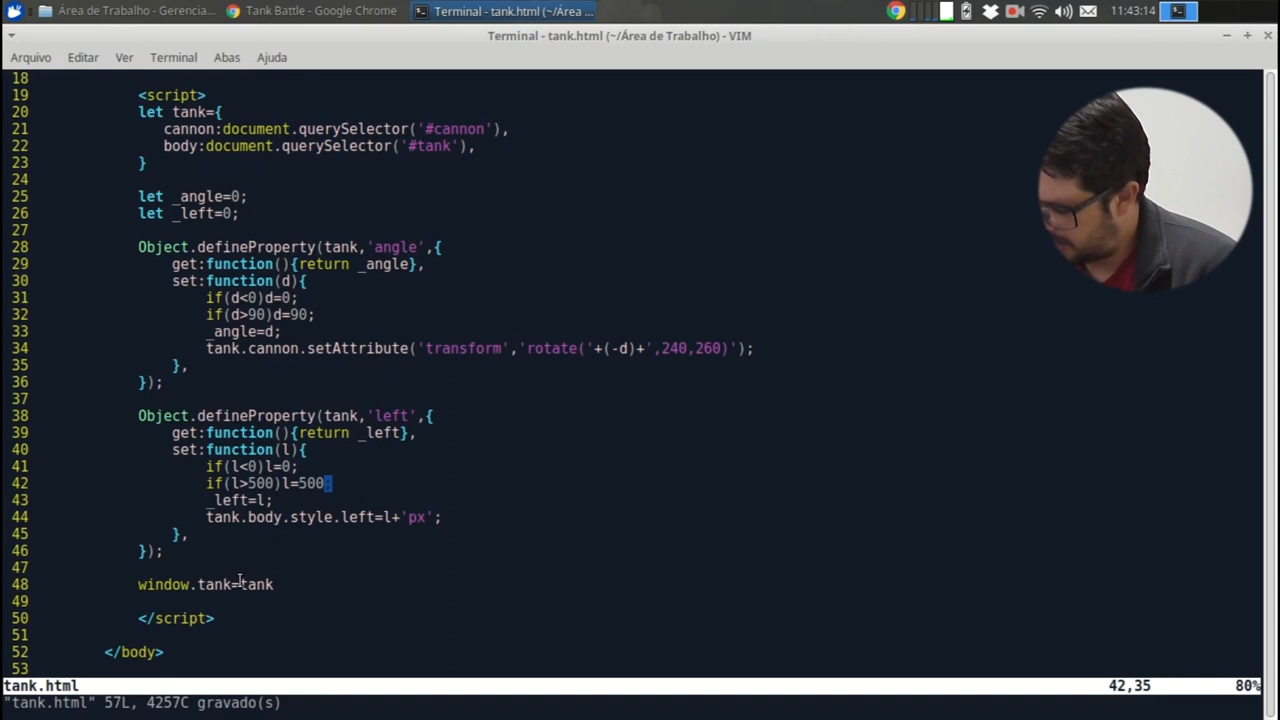 Área de Trabalho - Gerencia...
Tank Battle - Google Chrome
Terminal - tank.html (~/Área ...
11:43:14
Terminal - tank.html (~/Área de Trabalho) - VIM
Arquivo Editar Ver Terminal Abas Ajuda
18
19 <script>
20 let tank={
21 cannon:document.querySelector('#cannon'),
22 body:document.querySelector('#tank'),
23 }
24
25 let _angle=0;
26 let _left=0;
27
28 Object.defineProperty(tank,'angle',{
29 get:function(){return _angle},
30 set:function(d){
31 if(d<0)d=0;
32 if(d>90)d=90;
33 _angle=d;
34 tank.cannon.setAttribute('transform','rotate('+(-d)+',240,260)');
35 },
36 });
37
38 Object.defineProperty(tank,'left',{
39 get:function(){return _left},
40 set:function(l){
41 if(l<0)l=0;
42 if(l>500)l=500;
43 _left=l;
44 tank.body.style.left=l+'px';
45 },
46 });
47
48 window.tank=tank
49
50 </script>
51
52 </body>
53
tank.html 42,35 80%
"tank.html" 57L, 4257C gravado(s)